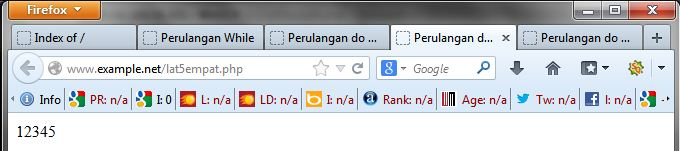 Firefox
Index of / Perulangan While Perulangan do ... Perulangan d... Perulangan do ...
www.example.net/lat5empat.php Google
Info PR: n/a I: 0 L: n/a LD: n/a I: n/a Rank: n/a Age: n/a Tw: n/a I: n/a
12345